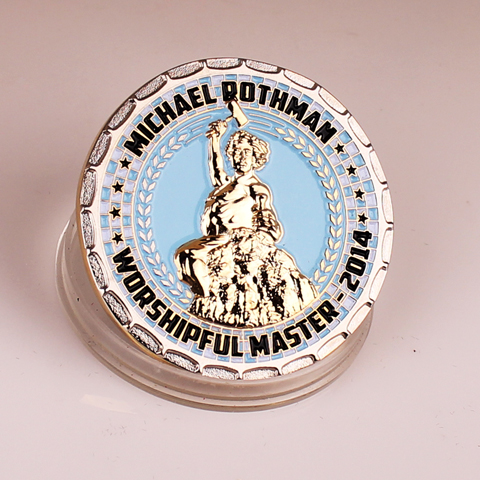 MICHAEL ROTHMAN
WORSHIPFUL MASTER - 2014